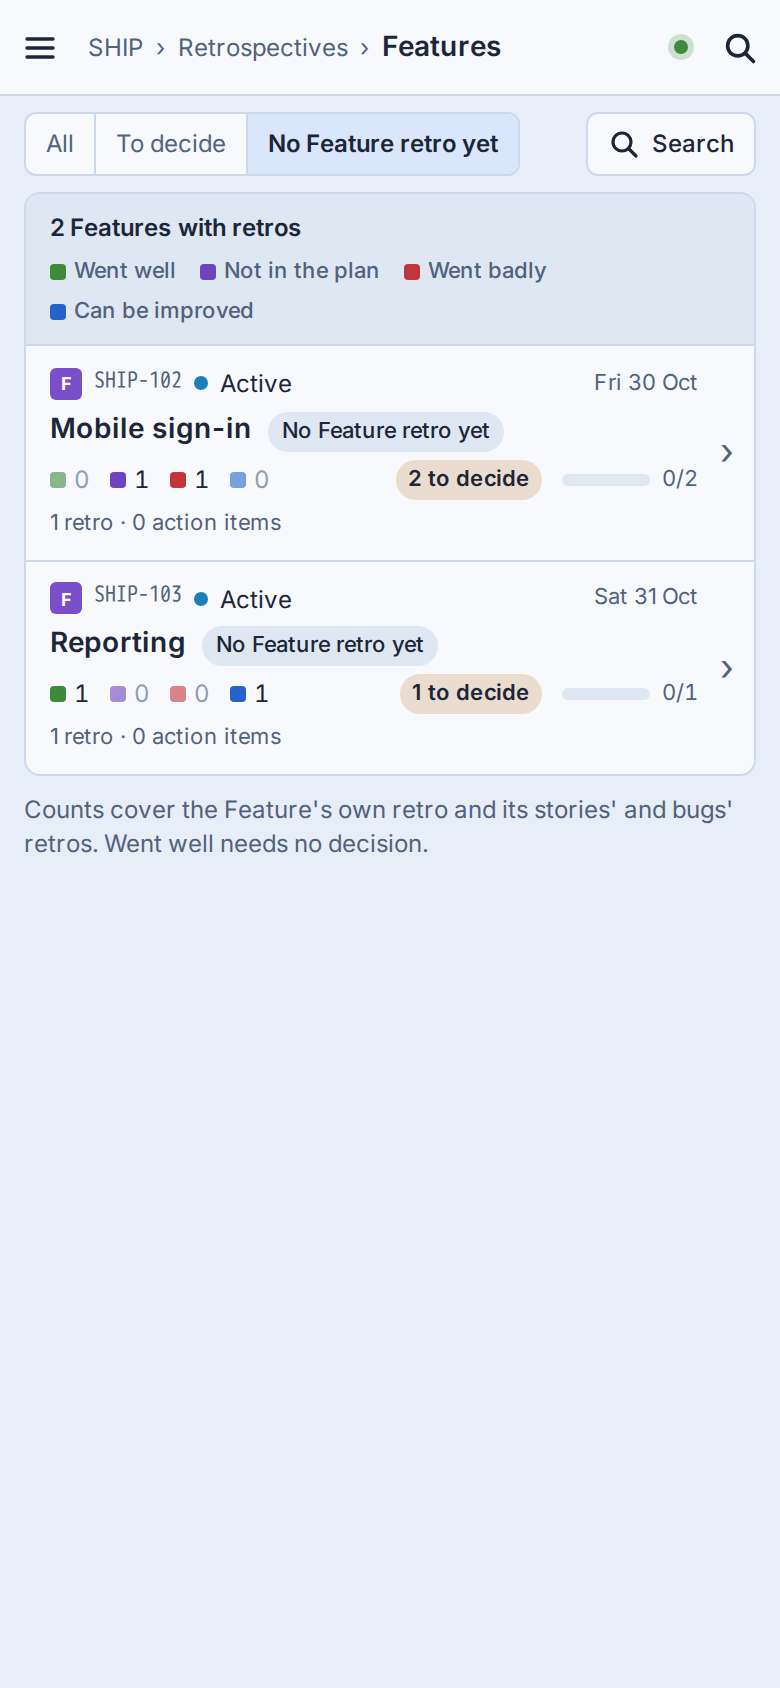 SHIP › Retrospectives › Features
All To decide No Feature retro yet Search
2 Features with retros
Went well Not in the plan Went badly
Can be improved
F SHIP-102 Active Fri 30 Oct
Mobile sign-in No Feature retro yet
0 1 1 0 2 to decide 0/2
1 retro · 0 action items
F SHIP-103 Active Sat 31 Oct
Reporting No Feature retro yet
1 0 0 1 1 to decide 0/1
1 retro · 0 action items
Counts cover the Feature's own retro and its stories' and bugs'
retros. Went well needs no decision.